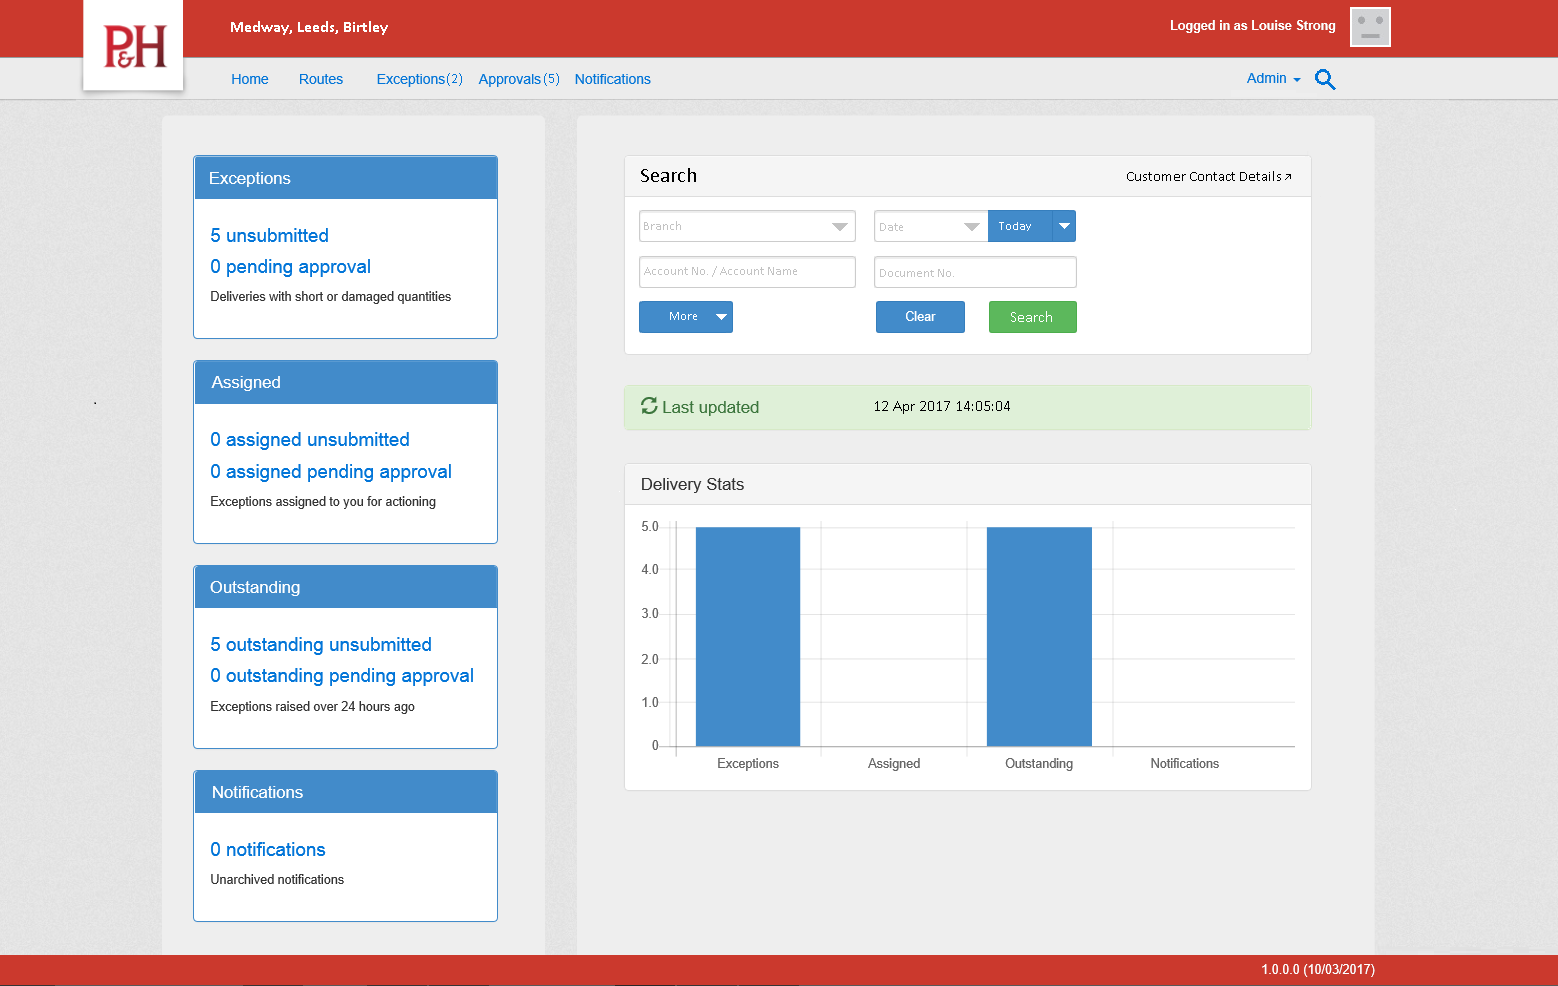 P&H
Medway, Leeds, Birtley
Logged in as Louise Strong
Home Routes Exceptions(2) Approvals(5) Notifications
Admin
Exceptions
5 unsubmitted
0 pending approval
Deliveries with short or damaged quantities
Assigned
0 assigned unsubmitted
0 assigned pending approval
Exceptions assigned to you for actioning
Outstanding
5 outstanding unsubmitted
0 outstanding pending approval
Exceptions raised over 24 hours ago
Notifications
0 notifications
Unarchived notifications
Search
Customer Contact Details
Branch
Date
Today
Account No. / Account Name
Document No.
More
Clear
Search
Last updated
12 Apr 2017 14:05:04
Delivery Stats
5.0
4.0
3.0
2.0
1.0
0
Exceptions Assigned Outstanding Notifications
1.0.0.0 (10/03/2017)